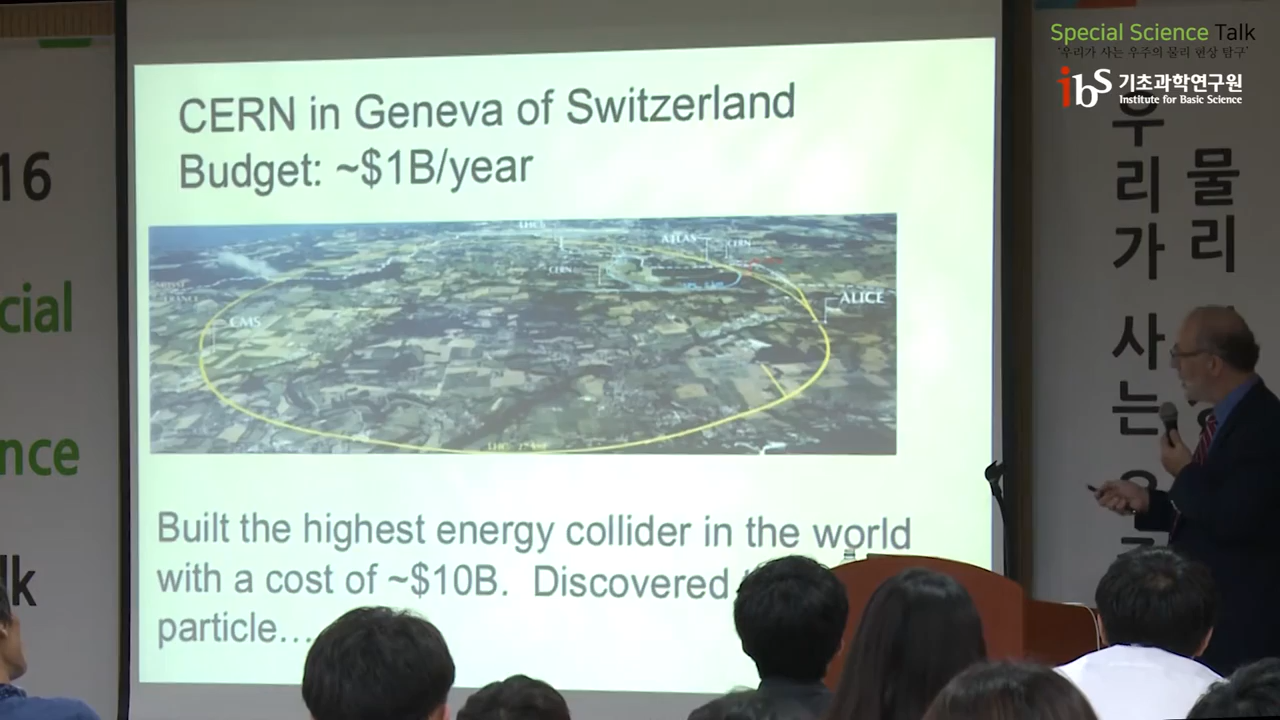 Special Science Talk
'우리가 사는 우주의 물리 현상 탐구'
ibS 기초과학연구원
Institute for Basic Science
16
cial
nce
lk
CERN in Geneva of Switzerland
Budget: ~$1B/year
ATLAS
CERN
CERN
ALICE
CMS
Built the highest energy collider in the world
with a cost of ~$10B. Discovered
particle…
우리가 사는
물리